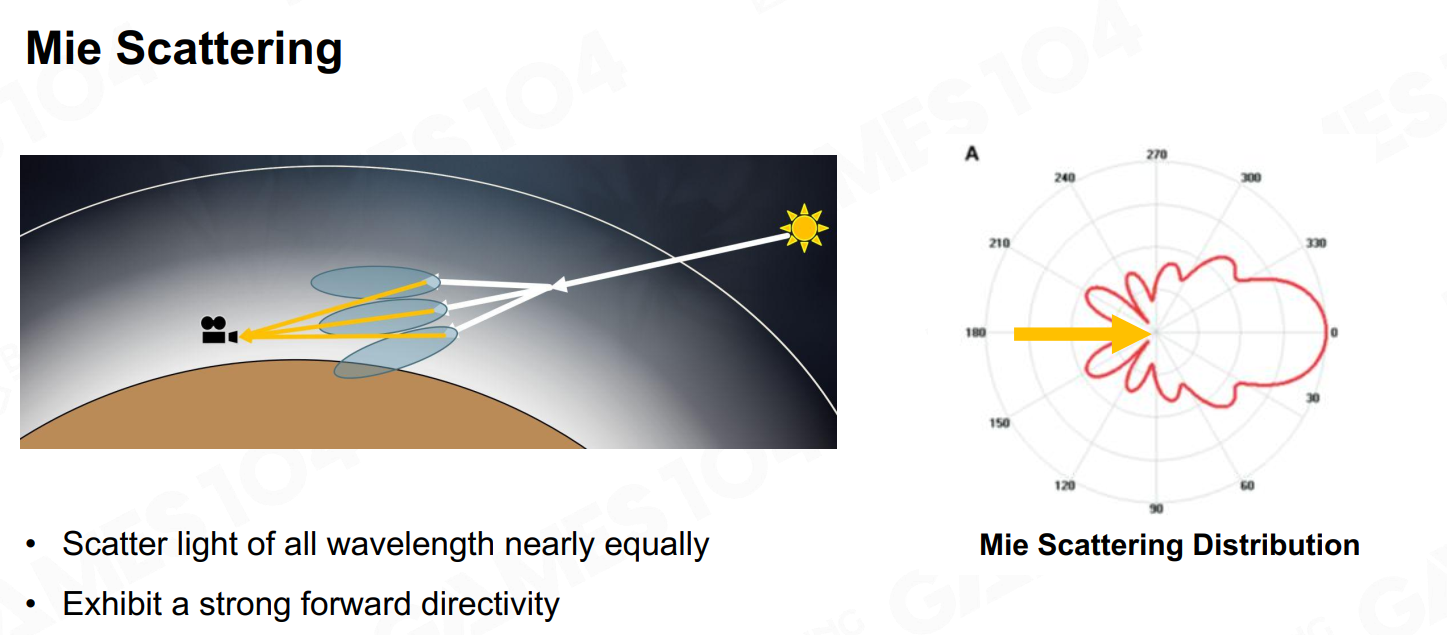 Mie Scattering
A
270
240
300
210
330
180
0
150
30
120
60
90
Mie Scattering Distribution
• Scatter light of all wavelength nearly equally
• Exhibit a strong forward directivity
GAMES104